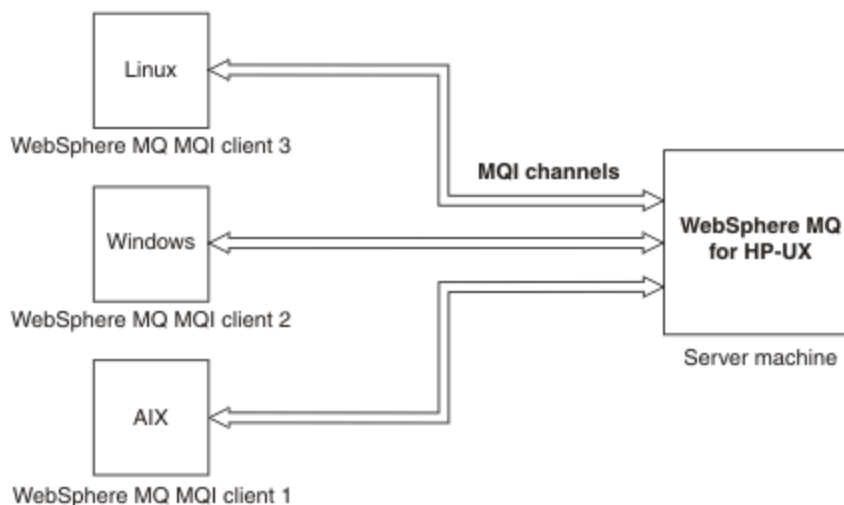 Linux
WebSphere MQ MQI client 3
MQI channels
WebSphere MQ
for HP-UX
Windows
WebSphere MQ MQI client 2
Server machine
AIX
WebSphere MQ MQI client 1